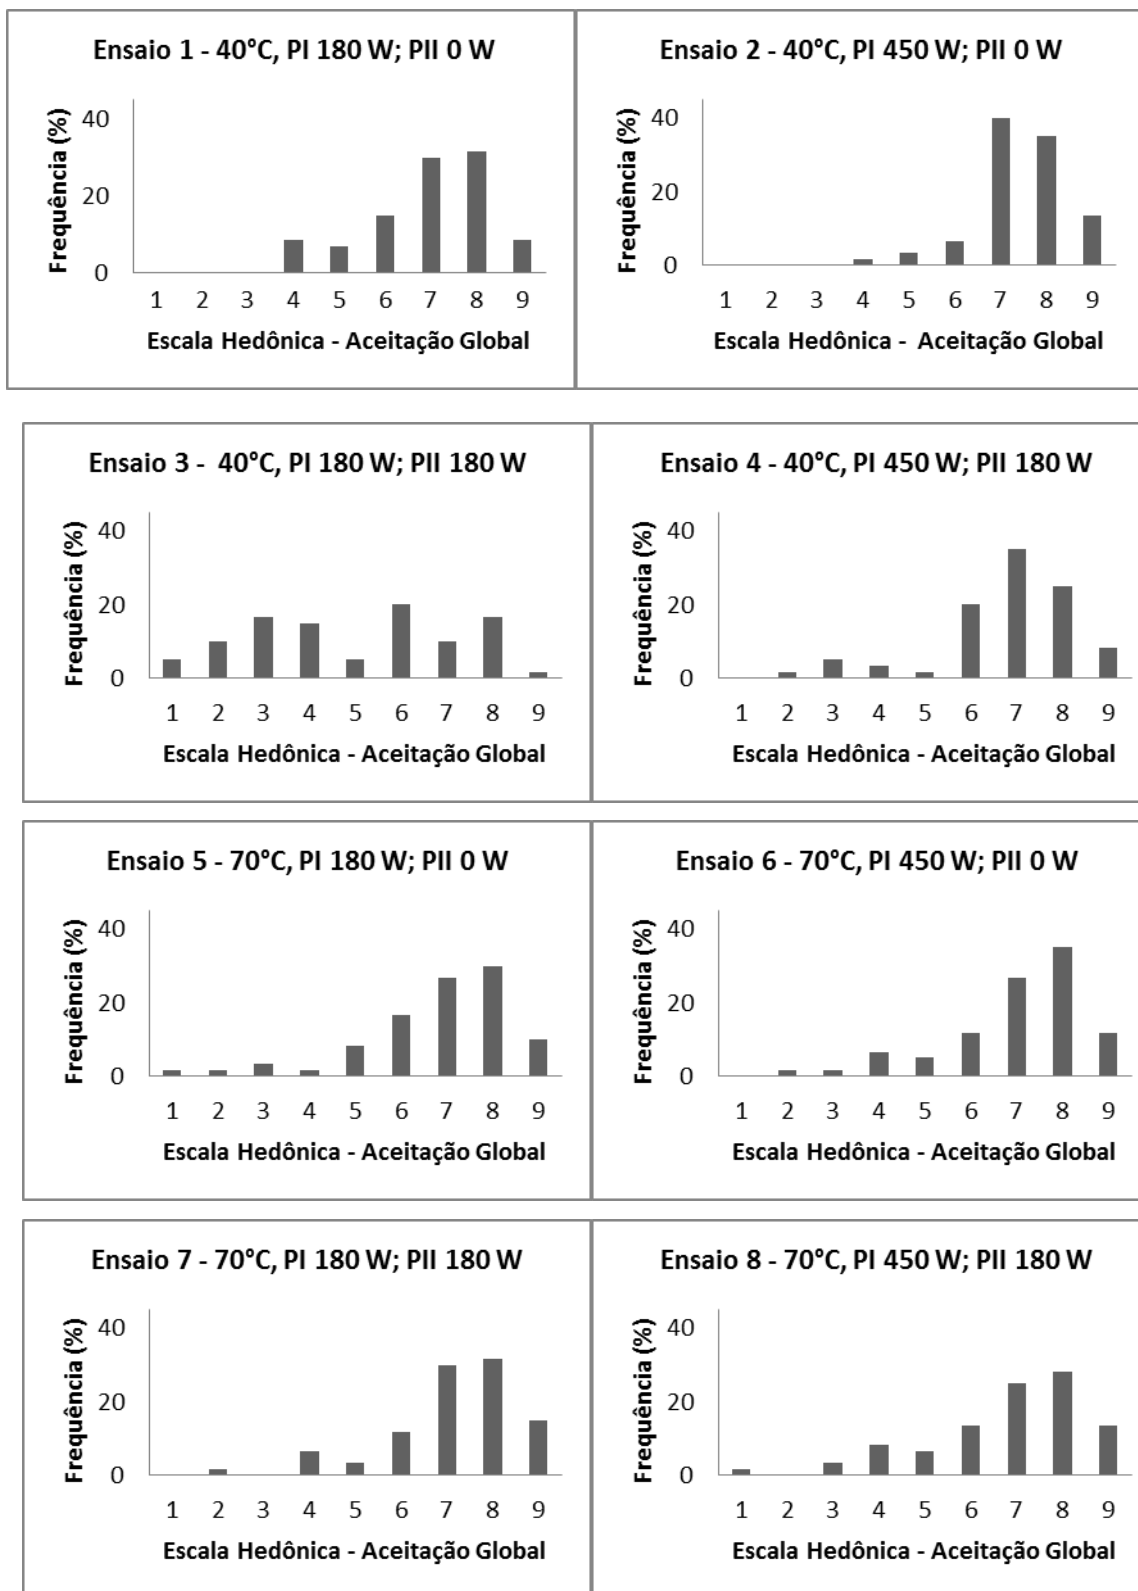 Ensaio 1 - 40°C, PI 180 W; PII 0 W
Frequência (%)
40
20
0
1 2 3 4 5 6 7 8 9
Escala Hedônica - Aceitação Global
Ensaio 2 - 40°C, PI 450 W; PII 0 W
Frequência (%)
40
20
0
1 2 3 4 5 6 7 8 9
Escala Hedônica - Aceitação Global
Ensaio 3 - 40°C, PI 180 W; PII 180 W
Frequência (%)
40
20
0
1 2 3 4 5 6 7 8 9
Escala Hedônica - Aceitação Global
Ensaio 4 - 40°C, PI 450 W; PII 180 W
Frequência (%)
40
20
0
1 2 3 4 5 6 7 8 9
Escala Hedônica - Aceitação Global
Ensaio 5 - 70°C, PI 180 W; PII 0 W
Frequência (%)
40
20
0
1 2 3 4 5 6 7 8 9
Escala Hedônica - Aceitação Global
Ensaio 6 - 70°C, PI 450 W; PII 0 W
Frequência (%)
40
20
0
1 2 3 4 5 6 7 8 9
Escala Hedônica - Aceitação Global
Ensaio 7 - 70°C, PI 180 W; PII 180 W
Frequência (%)
40
20
0
1 2 3 4 5 6 7 8 9
Escala Hedônica - Aceitação Global
Ensaio 8 - 70°C, PI 450 W; PII 180 W
Frequência (%)
40
20
0
1 2 3 4 5 6 7 8 9
Escala Hedônica - Aceitação Global